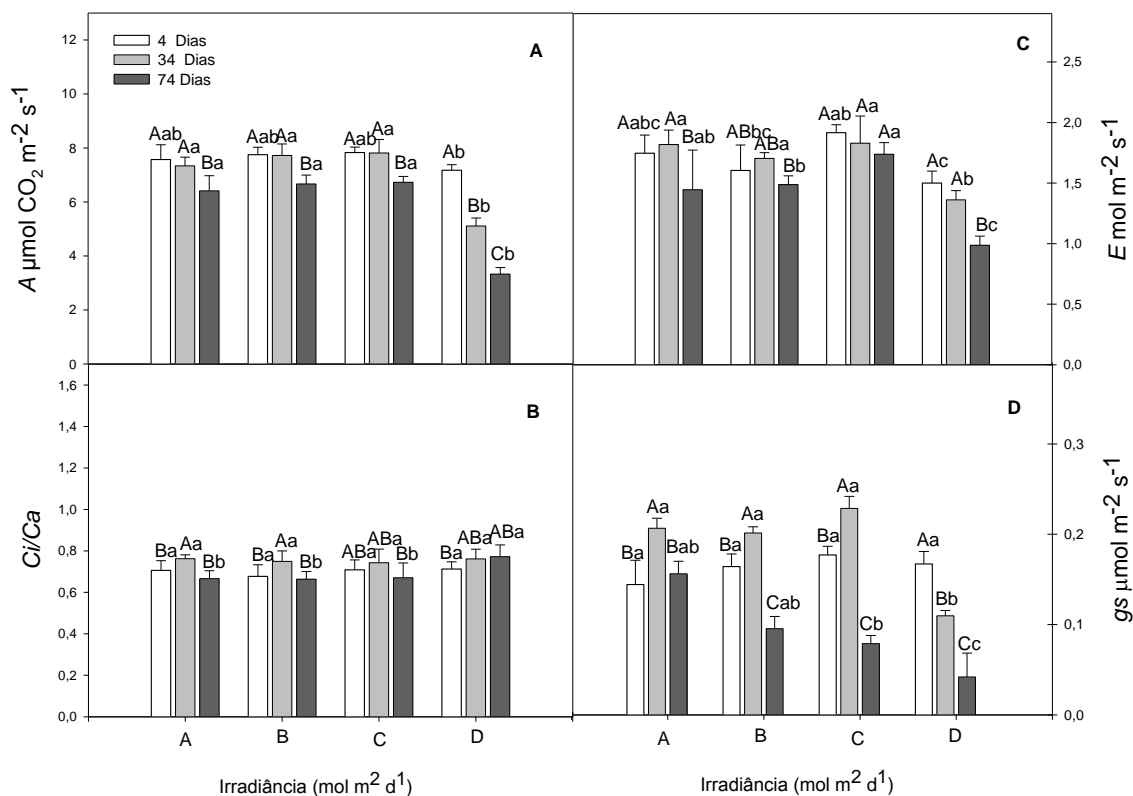 12
10
8
6
4
2
0
A µmol CO2 m-2 s-1
4 Dias
34 Dias
74 Dias
A
Aab Aa Ba
Aab Aa Ba
Aab Aa Ba
Ab Bb Cb
C
Aabc Aa Bab
ABbc ABa Bb
Aab Aa Aa
Ac Ab Bc
2,5
2,0
1,5
1,0
0,5
0,0
E mol m-2 s-1
1,6
1,4
1,2
1,0
0,8
0,6
0,4
0,2
0,0
Ci/Ca
B
Ba Aa Bb
Ba Aa Bb
ABa ABa Bb
Ba ABa ABa
A B C D
Irradiância (mol m2 d1)
D
Ba Aa Bab
Ba Aa Cab
Ba Aa Cb
Aa Bb Cc
0,3
0,2
0,1
0,0
gs µmol m-2 s-1
A B C D
Irradiância (mol m2 d1)